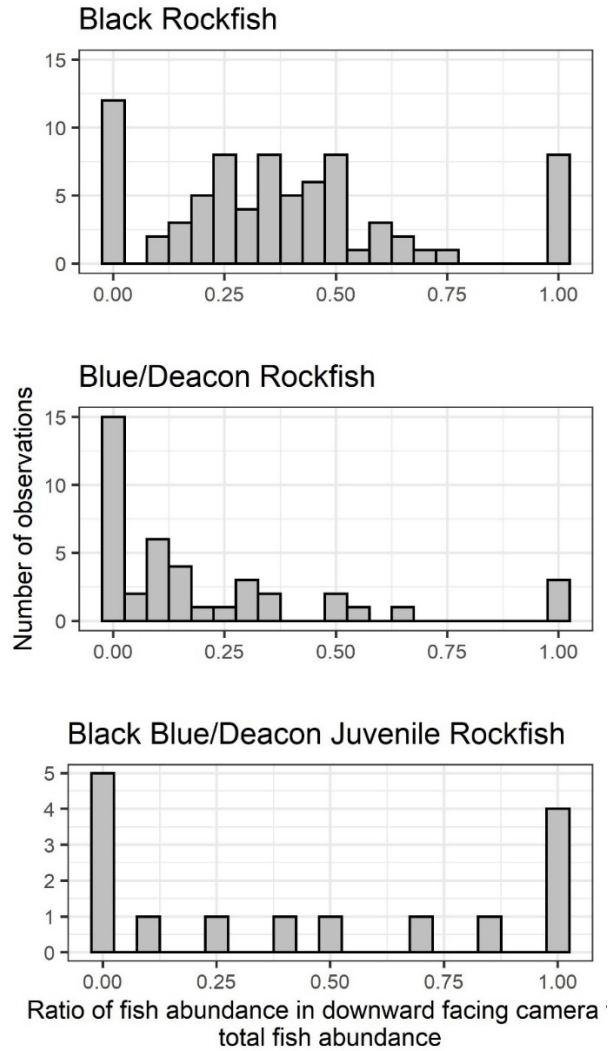 Black Rockfish
15
10
5
0
0.00 0.25 0.50 0.75 1.00
Blue/Deacon Rockfish
Number of observations
15
10
5
0
0.00 0.25 0.50 0.75 1.00
Black Blue/Deacon Juvenile Rockfish
5
4
3
2
1
0
0.00 0.25 0.50 0.75 1.00
Ratio of fish abundance in downward facing camera
total fish abundance